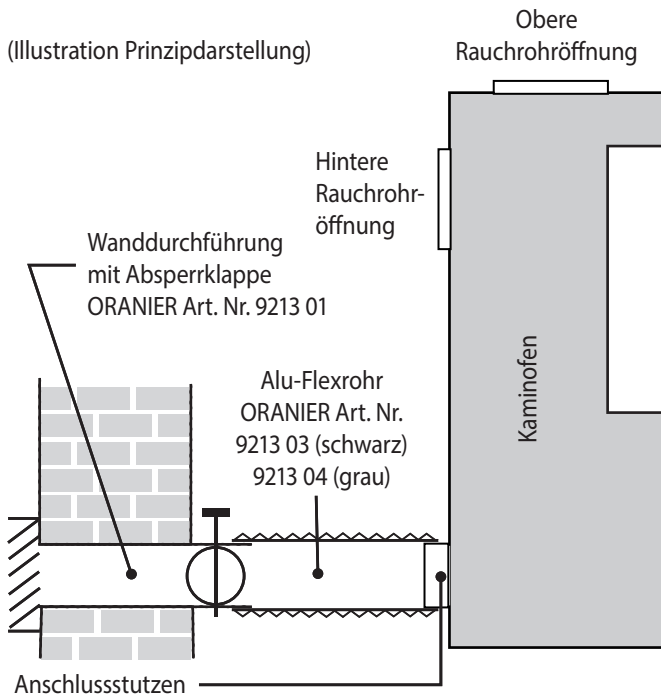 (Illustration Prinzipdarstellung)
Obere
Rauchrohröffnung
Hintere
Rauchrohr-
öffnung
Wanddurchführung
mit Absperrklappe
ORANIER Art. Nr. 9213 01
Alu-Flexrohr
ORANIER Art. Nr.
9213 03 (schwarz)
9213 04 (grau)
Kaminofen
Anschlussstutzen